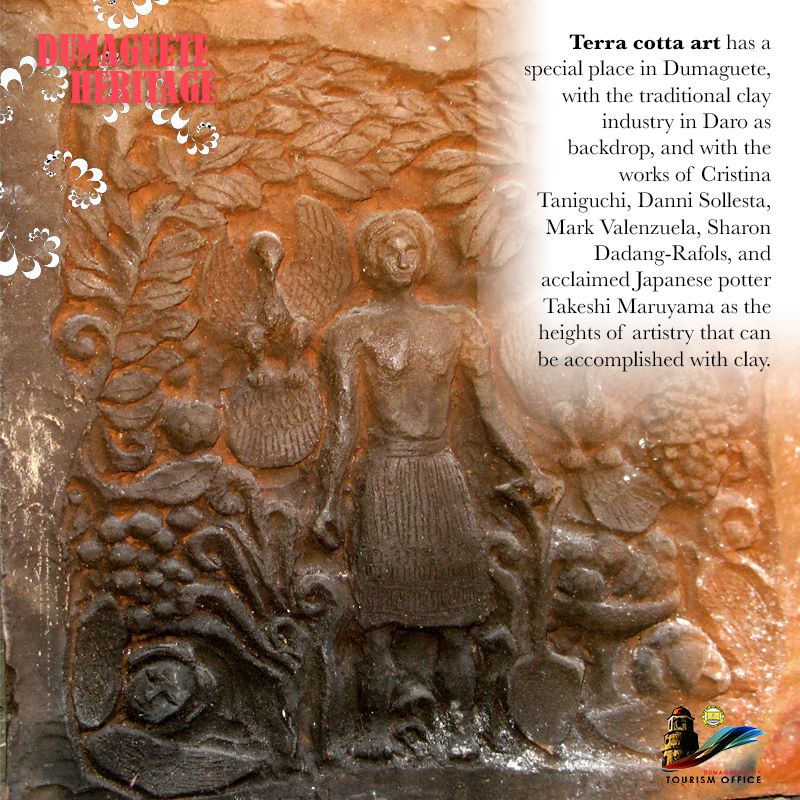 DUMAGUETE
HERITAGE
Terra cotta art has a
special place in Dumaguete,
with the traditional clay
industry in Daro as
backdrop, and with the
works of Cristina
Taniguchi, Danni Sollesta,
Mark Valenzuela, Sharon
Dadang-Rafols, and
acclaimed Japanese potter
Takeshi Maruyama as the
heights of artistry that can
be accomplished with clay.
DUMAGUETE CITY
TOURISM OFFICE